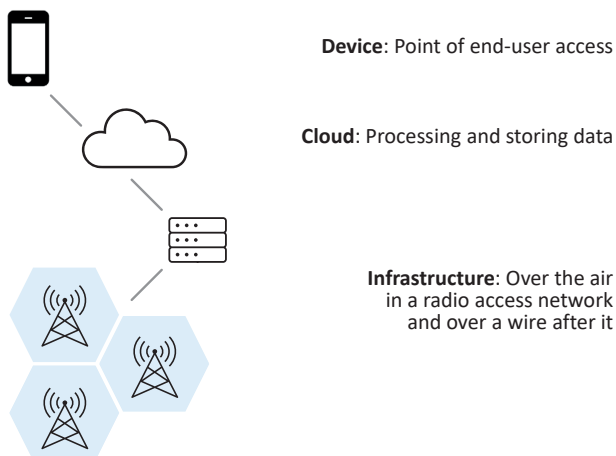 Device: Point of end-user access
Cloud: Processing and storing data
Infrastructure: Over the air
in a radio access network
and over a wire after it